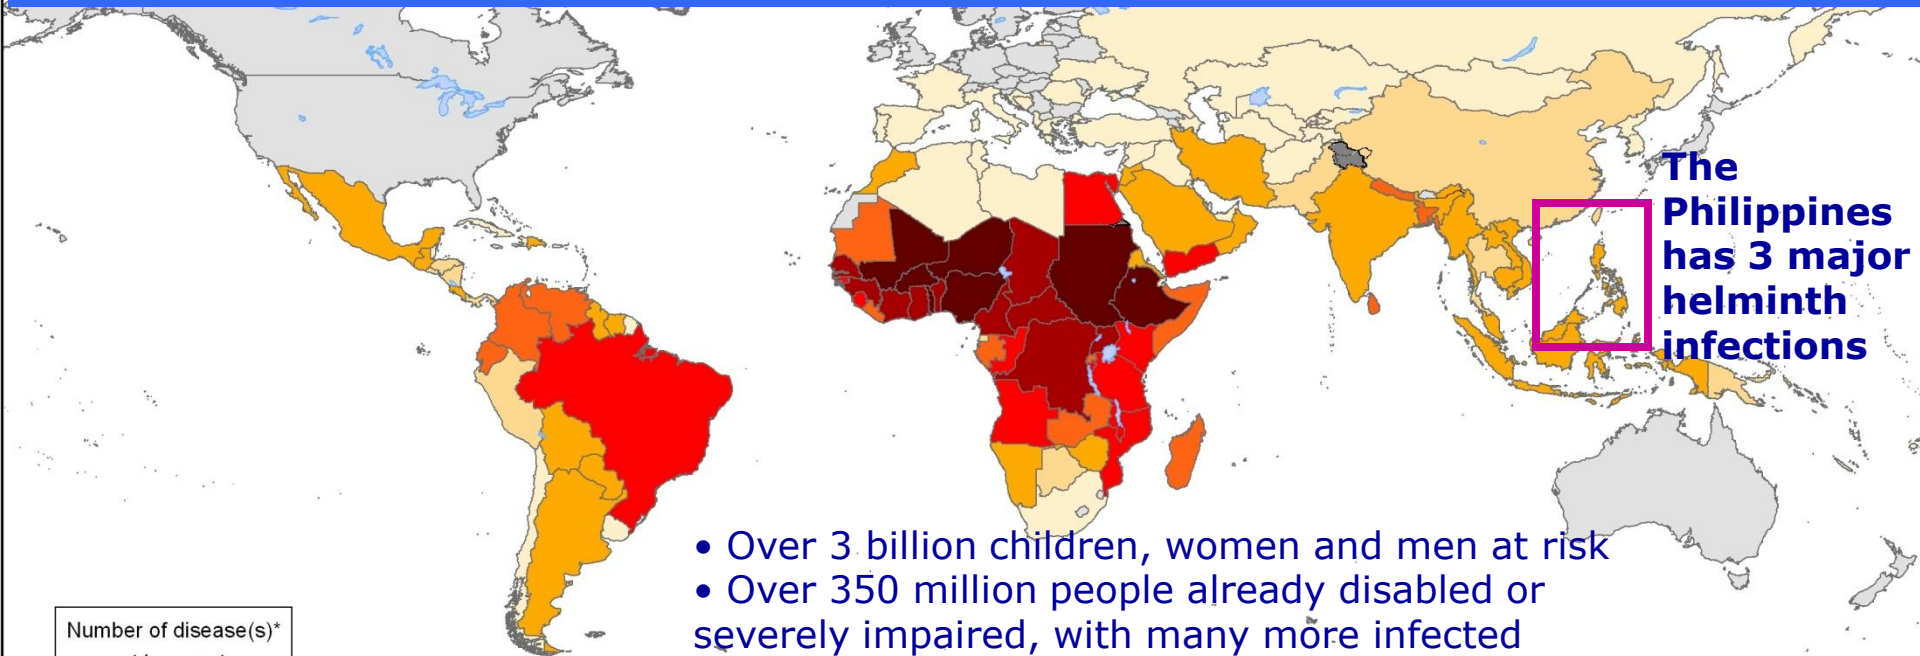 The
Philippines
has 3 major
helminth
infections
• Over 3 billion children, women and men at risk
• Over 350 million people already disabled or
severely impaired, with many more infected
Number of disease(s)*